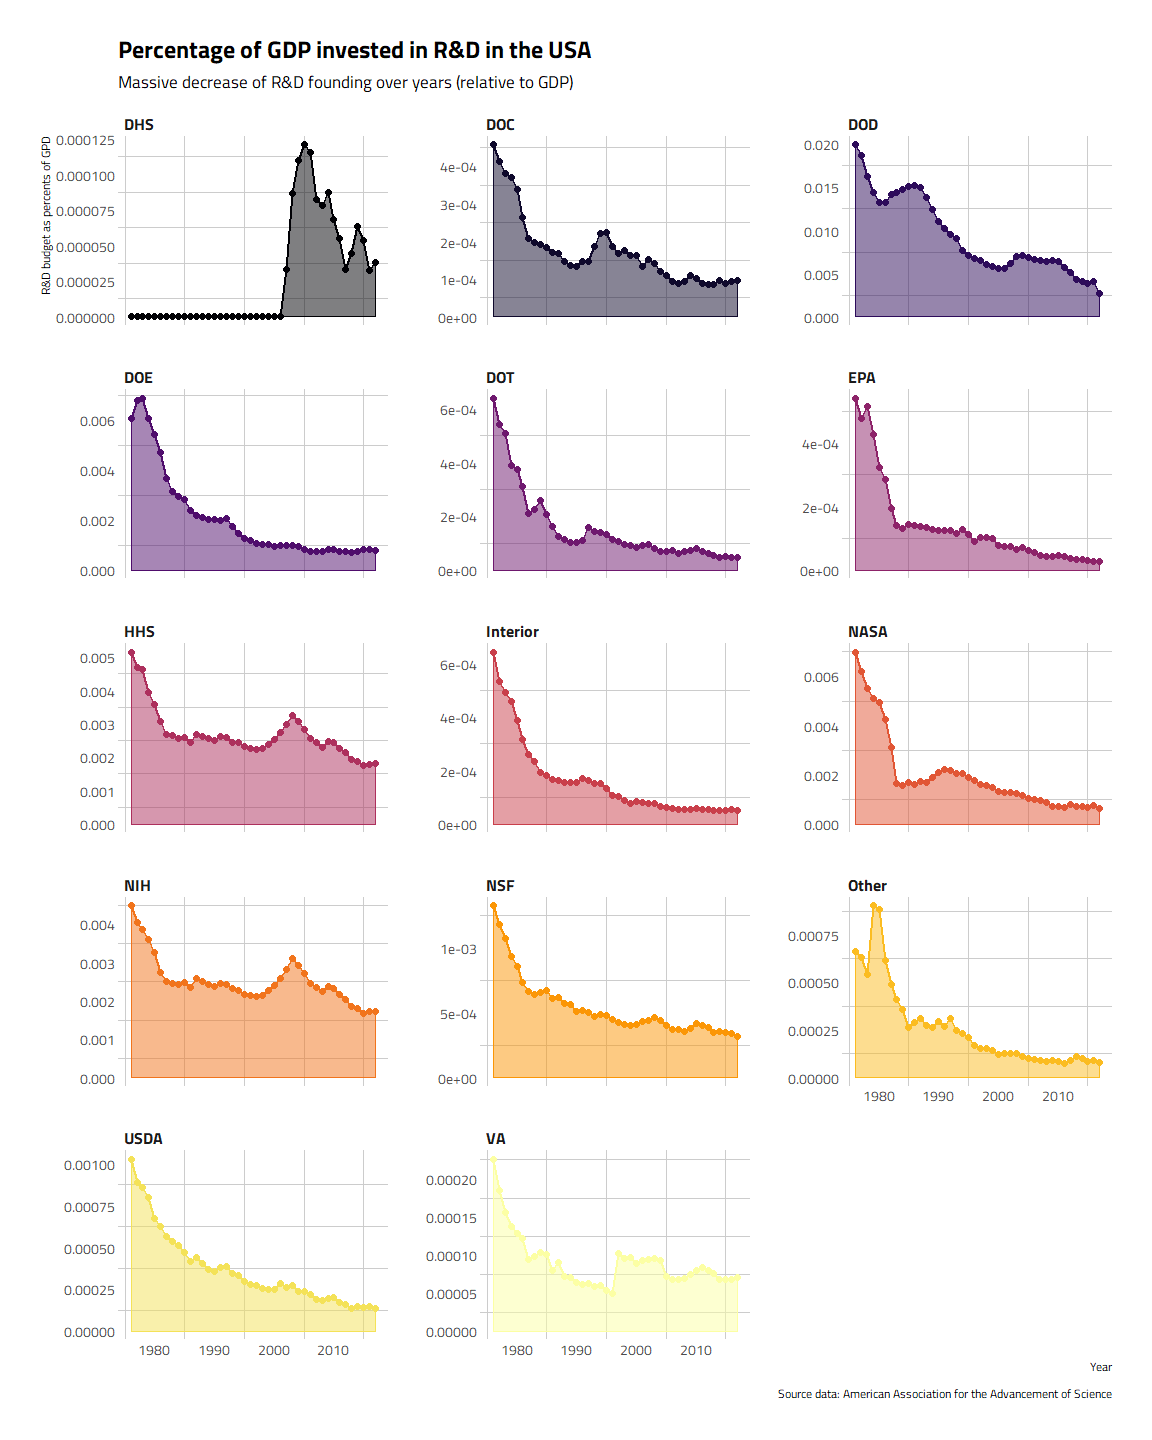 Percentage of GDP invested in R&D in the USA
Massive decrease of R&D founding over years (relative to GDP)
R&D budget as percents of GPD
DHS
0.000125
0.000100
0.000075
0.000050
0.000025
0.000000
DOC
4e-04
3e-04
2e-04
1e-04
0e+00
DOD
0.020
0.015
0.010
0.005
0.000
DOE
0.006
0.004
0.002
0.000
DOT
6e-04
4e-04
2e-04
0e+00
EPA
4e-04
2e-04
0e+00
HHS
0.005
0.004
0.003
0.002
0.001
0.000
Interior
6e-04
4e-04
2e-04
0e+00
NASA
0.006
0.004
0.002
0.000
NIH
0.004
0.003
0.002
0.001
0.000
NSF
1e-03
5e-04
0e+00
Other
0.00075
0.00050
0.00025
0.00000
1980 1990 2000 2010
USDA
0.00100
0.00075
0.00050
0.00025
0.00000
1980 1990 2000 2010
VA
0.00020
0.00015
0.00010
0.00005
0.00000
1980 1990 2000 2010
Year
Source data: American Association for the Advancement of Science